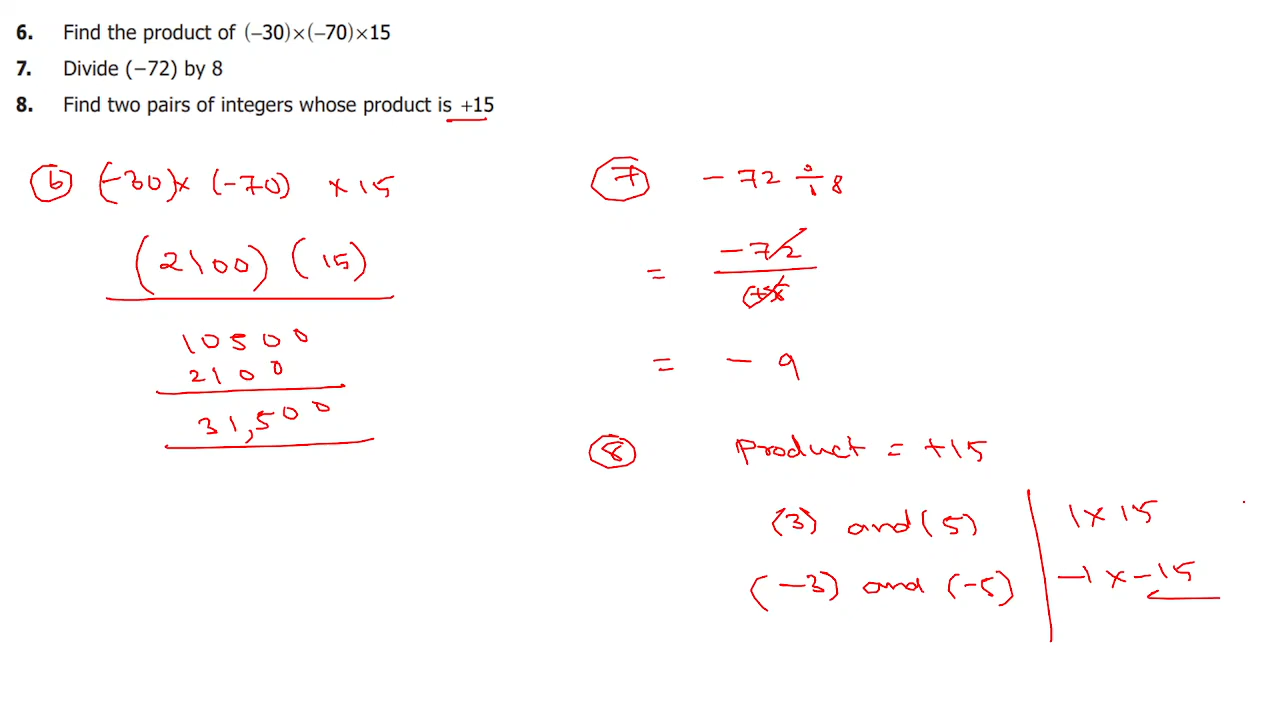 6. Find the product of (–30)×(–70)×15
7. Divide (−72) by 8
8. Find two pairs of integers whose product is +15
6 (-30)× (-70) × 15
(2100) (15)
10500
2100
31,500
7 - 72 ÷ 8
= -72
(+8)
= - 9
8 product = +15
(3) and (5)
(-3) and (-5)
1 × 15
-1 × -15